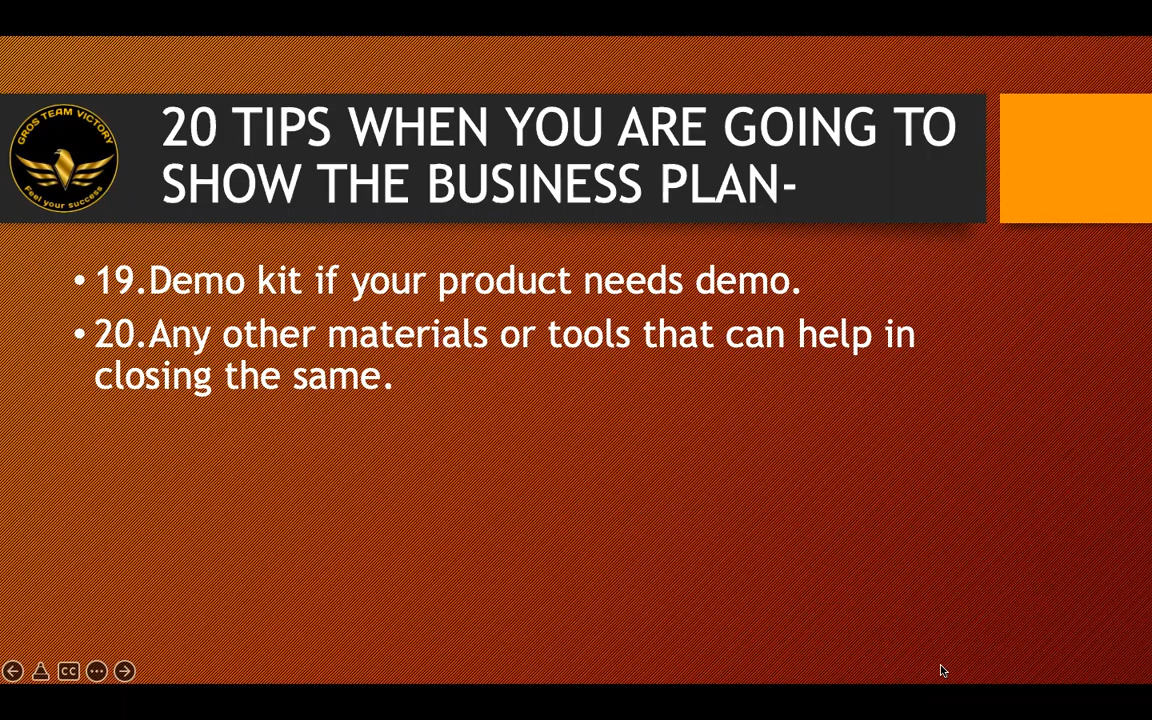 GROS TEAM VICTORY
Feel your success
20 TIPS WHEN YOU ARE GOING TO
SHOW THE BUSINESS PLAN-
• 19.Demo kit if your product needs demo.
• 20.Any other materials or tools that can help in
closing the same.
CC